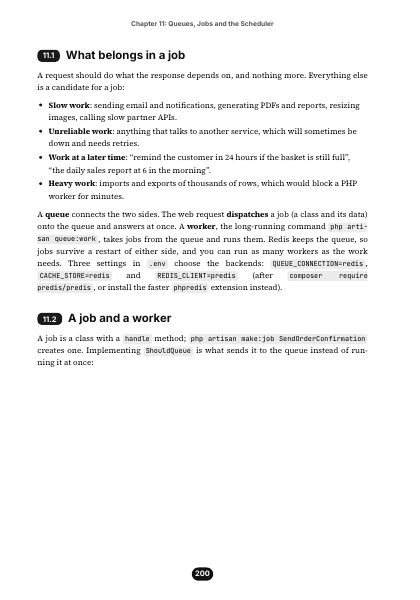 Chapter 11: Queues, Jobs and the Scheduler
11.1 What belongs in a job
A request should do what the response depends on, and nothing more. Everything else
is a candidate for a job:
• Slow work: sending email and notifications, generating PDFs and reports, resizing
images, calling slow partner APIs.
• Unreliable work: anything that talks to another service, which will sometimes be
down and needs retries.
• Work at a later time: “remind the customer in 24 hours if the basket is still full”,
“the daily sales report at 6 in the morning”.
• Heavy work: imports and exports of thousands of rows, which would block a PHP
worker for minutes.
A queue connects the two sides. The web request dispatches a job (a class and its data)
onto the queue and answers at once. A worker, the long-running command php arti-
san queue:work, takes jobs from the queue and runs them. Redis keeps the queue, so
jobs survive a restart of either side, and you can run as many workers as the work
needs. Three settings in .env choose the backends: QUEUE_CONNECTION=redis,
CACHE_STORE=redis and REDIS_CLIENT=predis (after composer require
predis/predis, or install the faster phpredis extension instead).
11.2 A job and a worker
A job is a class with a handle method; php artisan make:job SendOrderConfirmation
creates one. Implementing ShouldQueue is what sends it to the queue instead of run-
ning it at once:
200